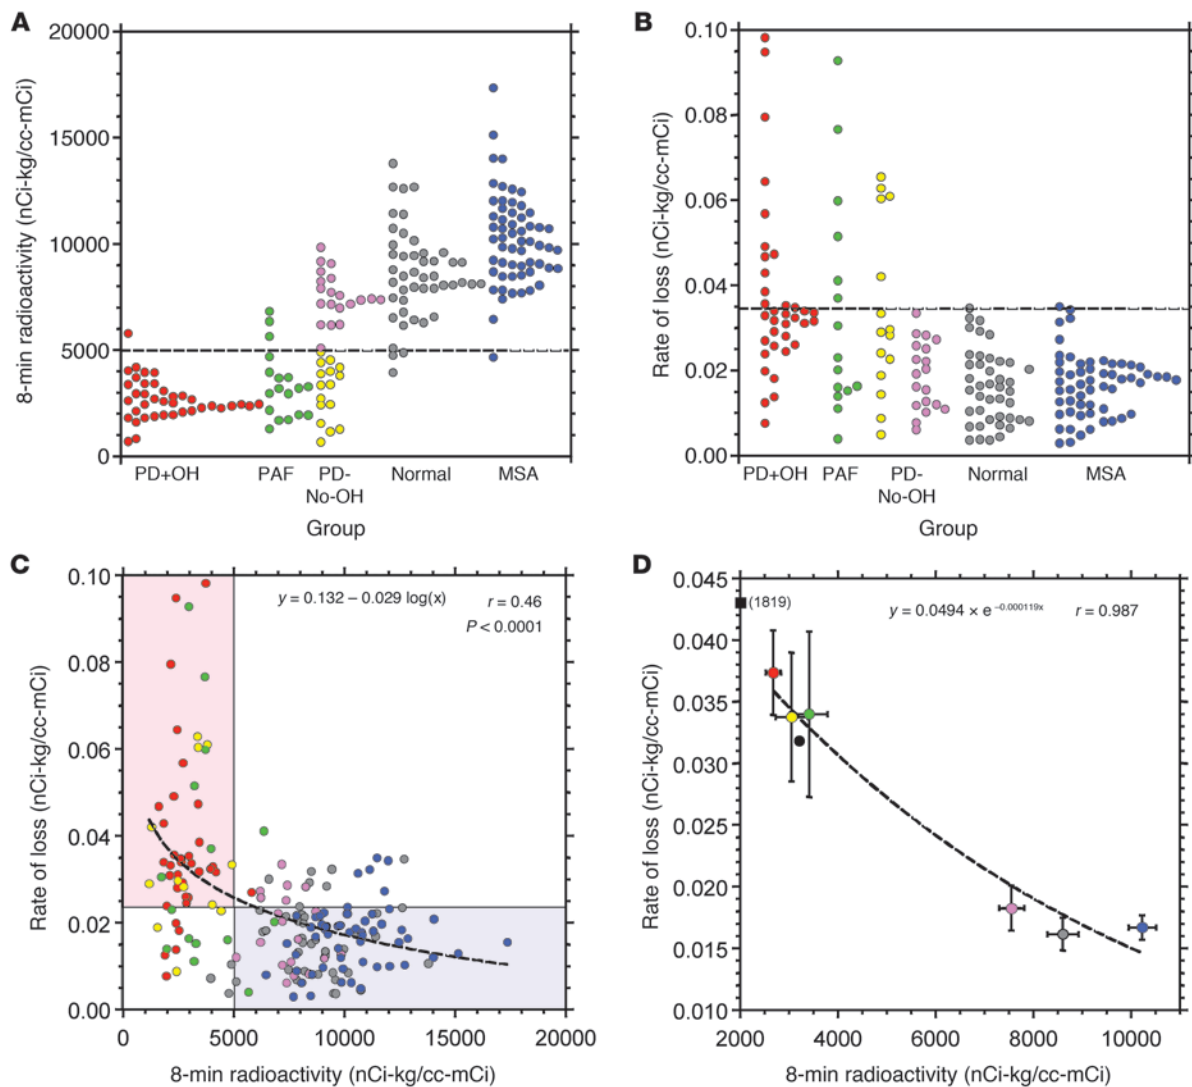 A
8-min radioactivity (nCi-kg/cc-mCi)
20000
15000
10000
5000
0
PD+OH
PAF
PD-
No-OH
Normal
MSA
Group
B
Rate of loss (nCi-kg/cc-mCi)
0.10
0.08
0.06
0.04
0.02
0.00
PD+OH
PAF
PD-
No-OH
Normal
MSA
Group
C
Rate of loss (nCi-kg/cc-mCi)
0.10
0.08
0.06
0.04
0.02
0.00
y = 0.132 – 0.029 log(x)
r = 0.46
P < 0.0001
0
5000
10000
15000
20000
8-min radioactivity (nCi-kg/cc-mCi)
D
Rate of loss (nCi-kg/cc-mCi)
0.045
0.040
0.035
0.030
0.025
0.020
0.015
0.010
(1819)
y = 0.0494 × e –0.000119x
r = 0.987
2000
4000
6000
8000
10000
8-min radioactivity (nCi-kg/cc-mCi)